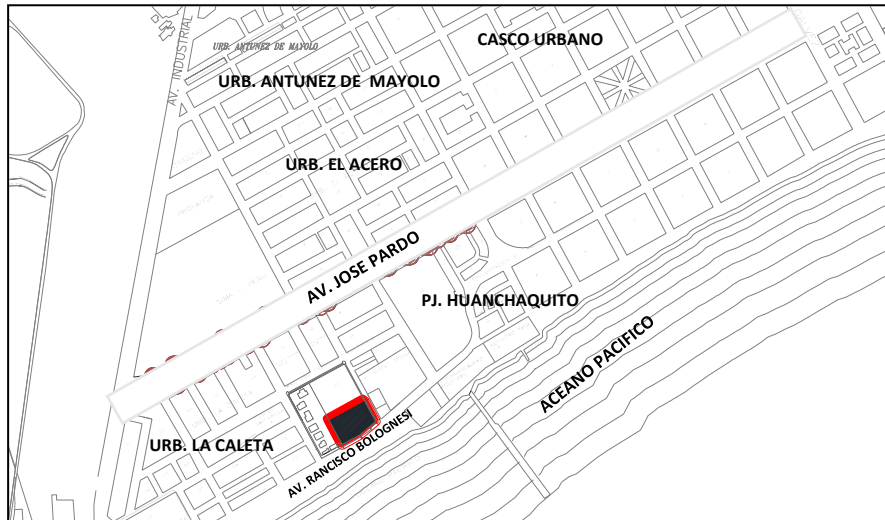 CASCO URBANO
URB. ANTUNEZ DE MAYOLO
AV. INDUSTRIAL
URB. ANTUNEZ DE MAYOLO
URB. EL ACERO
AV. JOSE PARDO
PJ. HUANCHAQUITO
ACEANO PACIFICO
URB. LA CALETA
AV. RANCISCO BOLOGNESI